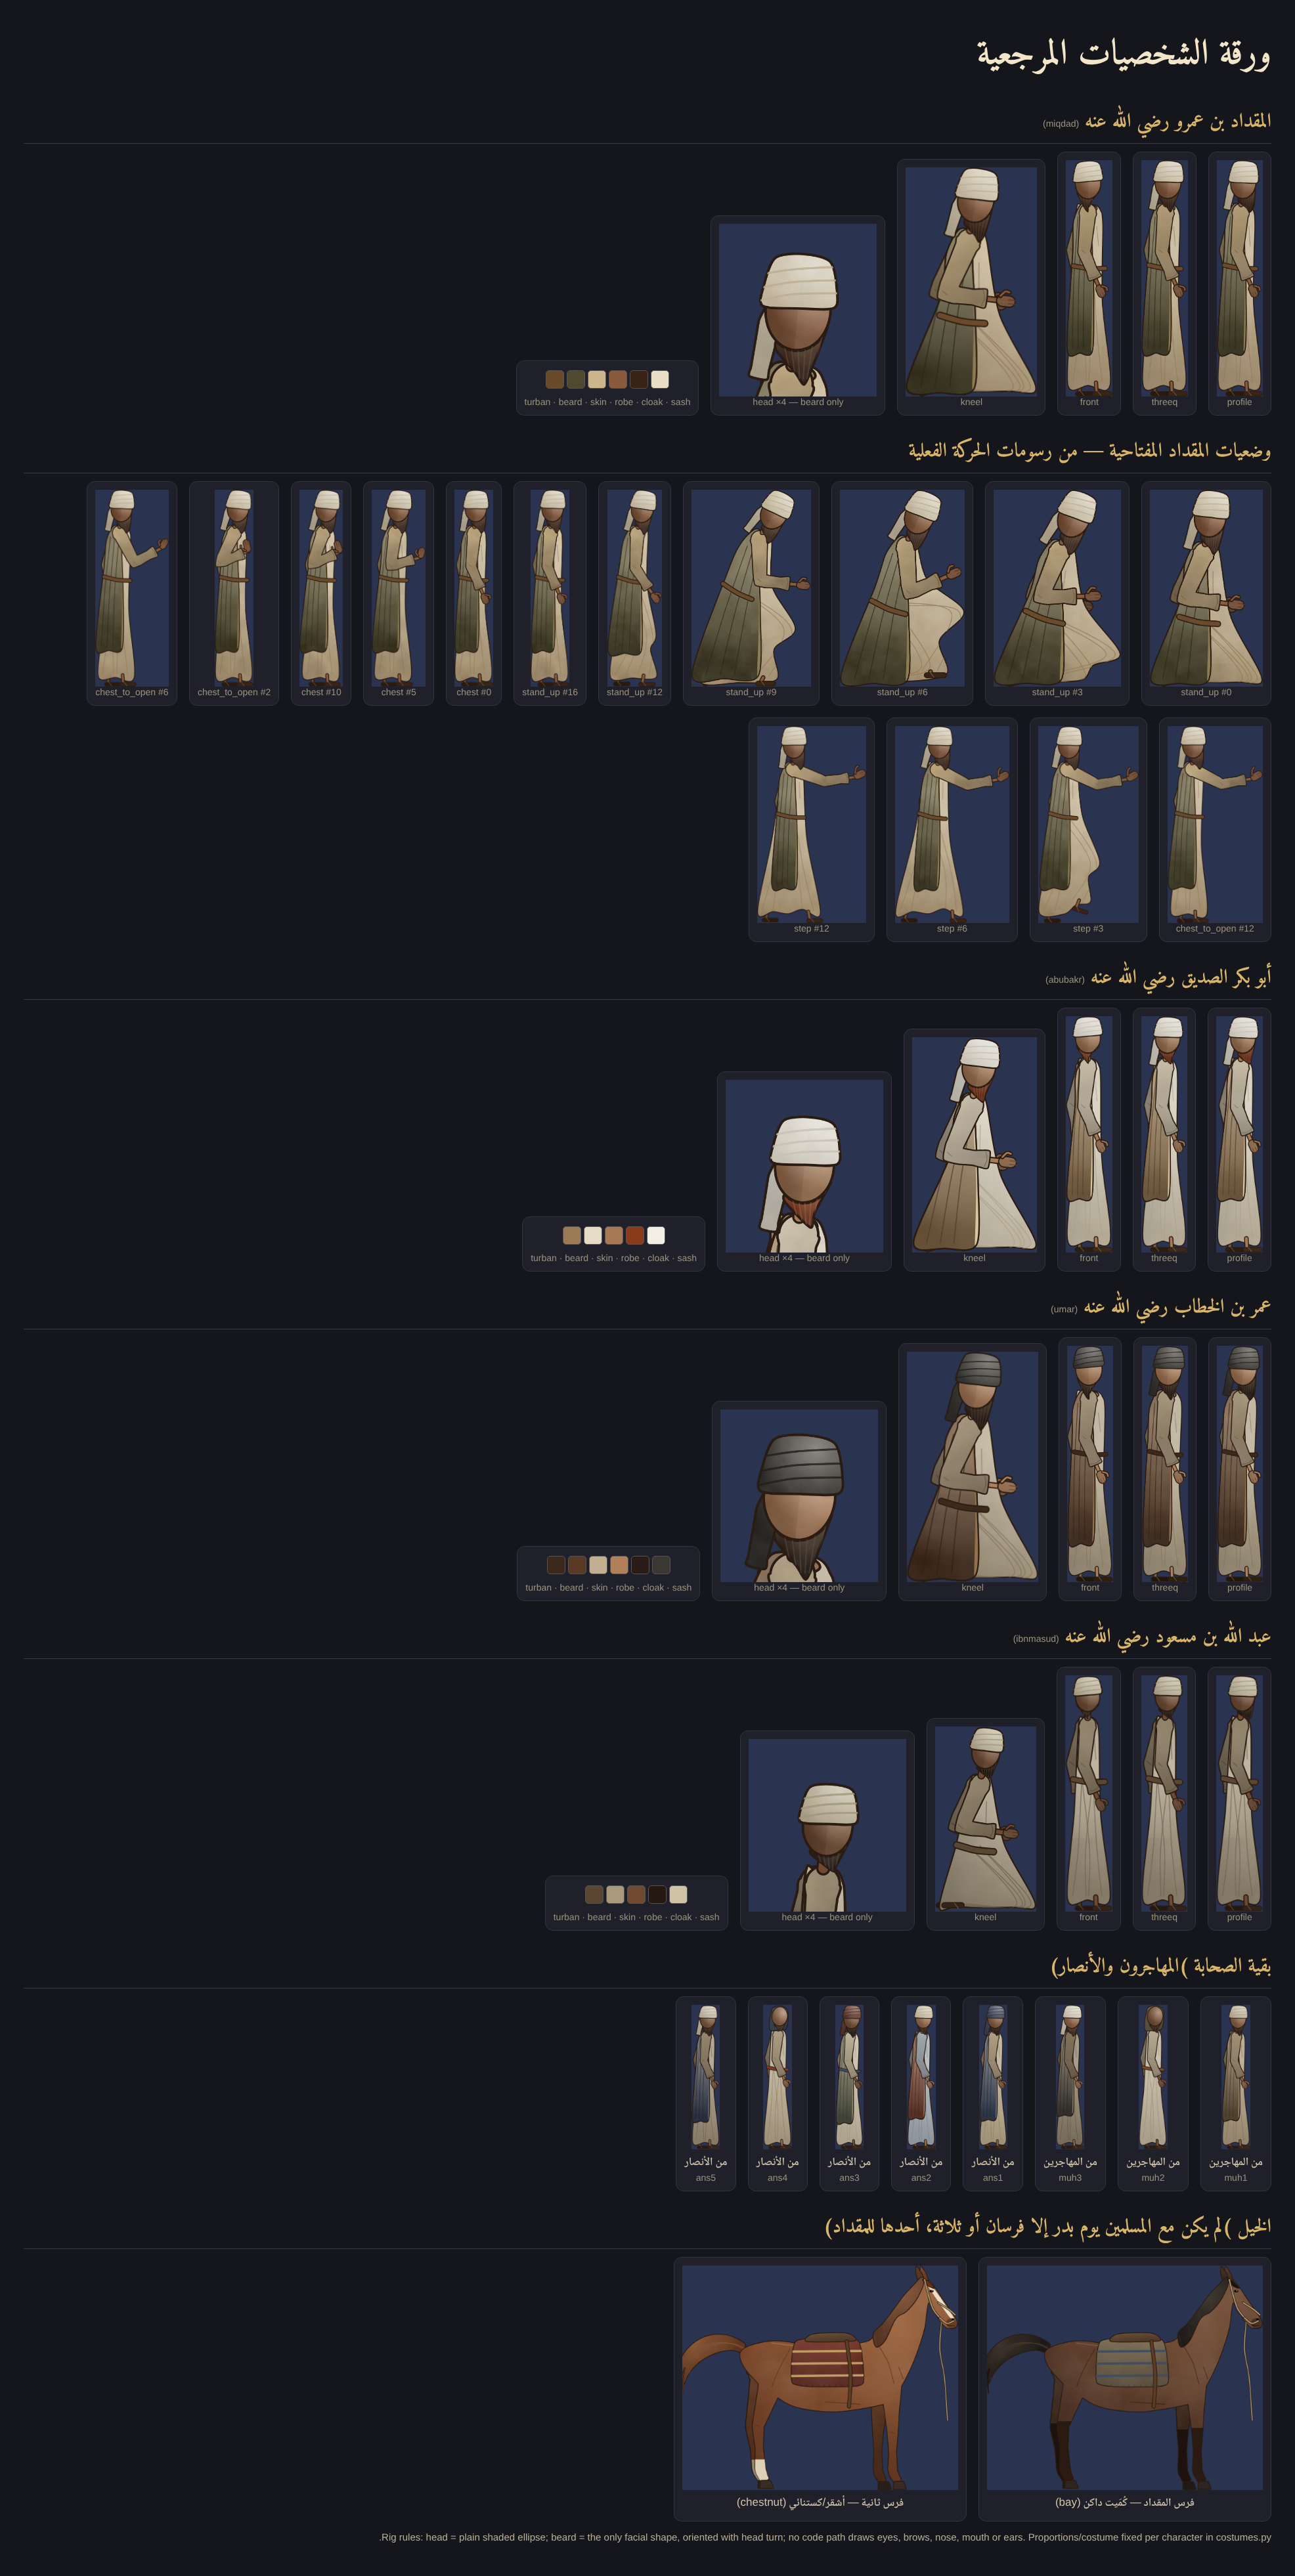 ورقة الشخصيات المرجعية
المقداد بن عمرو رضي الله عنه (miqdad)
profile
threeq
front
kneel
head ×4 — beard only
turban · beard · skin · robe · cloak · sash
وضعيات المقداد المفتاحية — من رسومات الحركة الفعلية
stand_up #0
stand_up #3
stand_up #6
stand_up #9
stand_up #12
stand_up #16
chest #0
chest #5
chest #10
chest_to_open #2
chest_to_open #6
chest_to_open #12
step #3
step #6
step #12
أبو بكر الصديق رضي الله عنه (abubakr)
profile
threeq
front
kneel
head ×4 — beard only
turban · beard · skin · robe · cloak · sash
عمر بن الخطاب رضي الله عنه (umar)
profile
threeq
front
kneel
head ×4 — beard only
turban · beard · skin · robe · cloak · sash
عبد الله بن مسعود رضي الله عنه (ibnmasud)
profile
threeq
front
kneel
head ×4 — beard only
turban · beard · skin · robe · cloak · sash
بقية الصحابة (المهاجرون والأنصار)
من المهاجرين
muh1
من المهاجرين
muh2
من المهاجرين
muh3
من الأنصار
ans1
من الأنصار
ans2
من الأنصار
ans3
من الأنصار
ans4
من الأنصار
ans5
الخيل (لم يكن مع المسلمين يوم بدر إلا فرسان أو ثلاثة، أحدها للمقداد)
فرس المقداد — كُمَيت داكن (bay)
فرس ثانية — أشقر/كستنائي (chestnut)
Rig rules: head = plain shaded ellipse; beard = the only facial shape, oriented with head turn; no code path draws eyes, brows, nose, mouth or ears. Proportions/costume fixed per character in costumes.py.